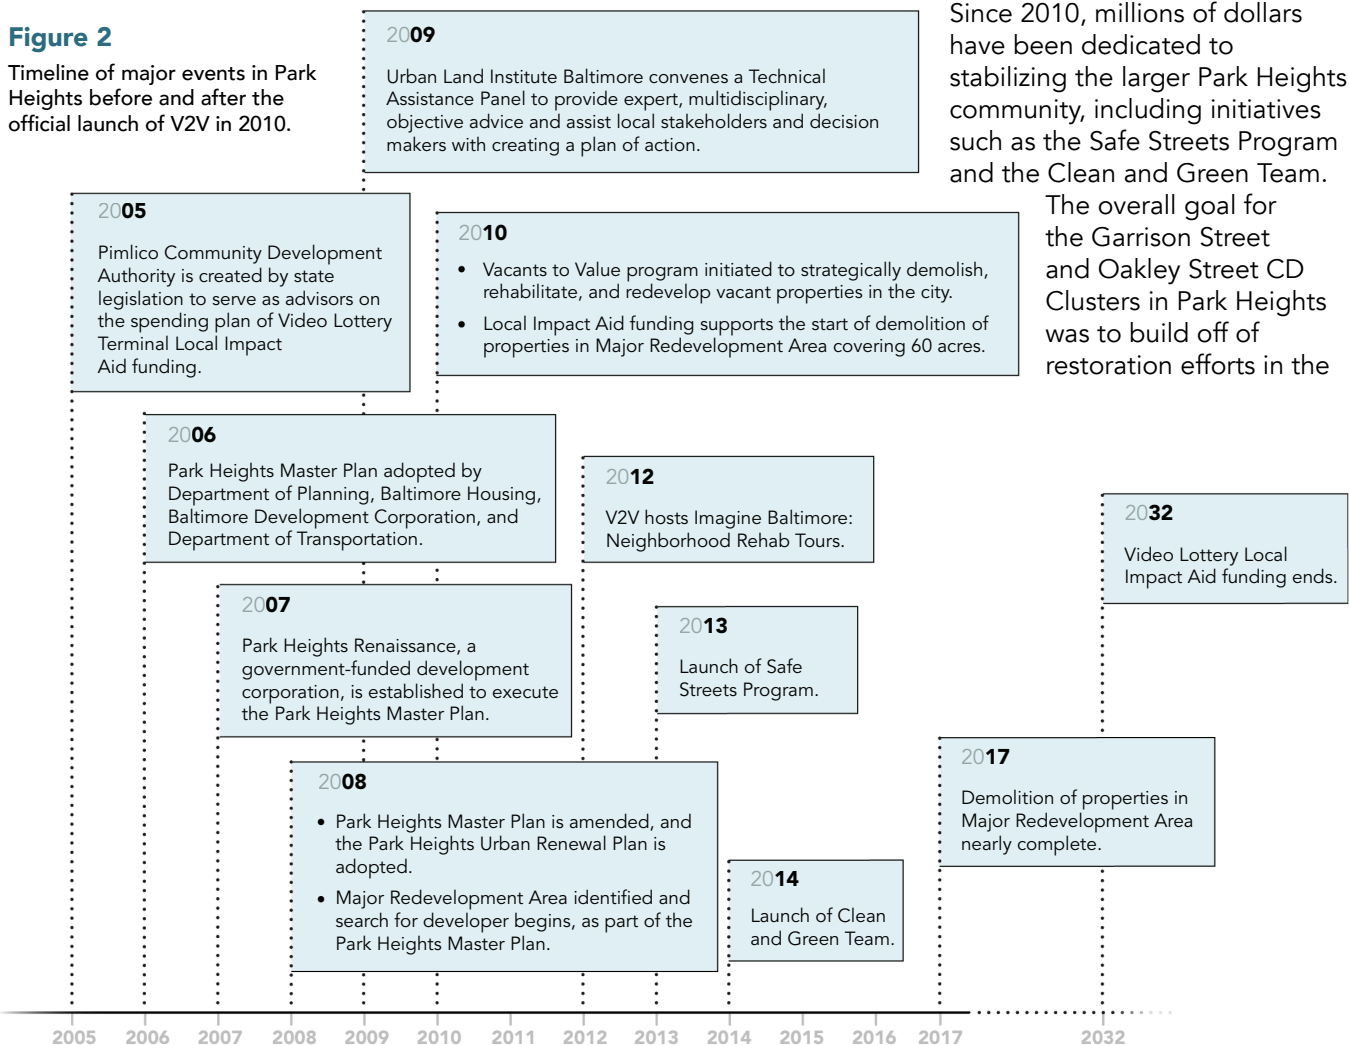 Figure 2
Timeline of major events in Park
Heights before and after the
official launch of V2V in 2010.
2009
Urban Land Institute Baltimore convenes a Technical
Assistance Panel to provide expert, multidisciplinary,
objective advice and assist local stakeholders and decision
makers with creating a plan of action.
Since 2010, millions of dollars
have been dedicated to
stabilizing the larger Park Heights
community, including initiatives
such as the Safe Streets Program
and the Clean and Green Team.
The overall goal for
the Garrison Street
and Oakley Street CD
Clusters in Park Heights
was to build off of
restoration efforts in the
2005
Pimlico Community Development
Authority is created by state
legislation to serve as advisors on
the spending plan of Video Lottery
Terminal Local Impact
Aid funding.
2010
• Vacants to Value program initiated to strategically demolish,
rehabilitate, and redevelop vacant properties in the city.
• Local Impact Aid funding supports the start of demolition of
properties in Major Redevelopment Area covering 60 acres.
2006
Park Heights Master Plan adopted by
Department of Planning, Baltimore Housing,
Baltimore Development Corporation, and
Department of Transportation.
2012
V2V hosts Imagine Baltimore:
Neighborhood Rehab Tours.
2032
Video Lottery Local
Impact Aid funding ends.
2007
Park Heights Renaissance, a
government-funded development
corporation, is established to execute
the Park Heights Master Plan.
2013
Launch of Safe
Streets Program.
2017
Demolition of properties in
Major Redevelopment Area
nearly complete.
2008
• Park Heights Master Plan is amended, and
the Park Heights Urban Renewal Plan is
adopted.
• Major Redevelopment Area identified and
search for developer begins, as part of the
Park Heights Master Plan.
2014
Launch of Clean
and Green Team.
2005 2006 2007 2008 2009 2010 2011 2012 2013 2014 2015 2016 2017 2032